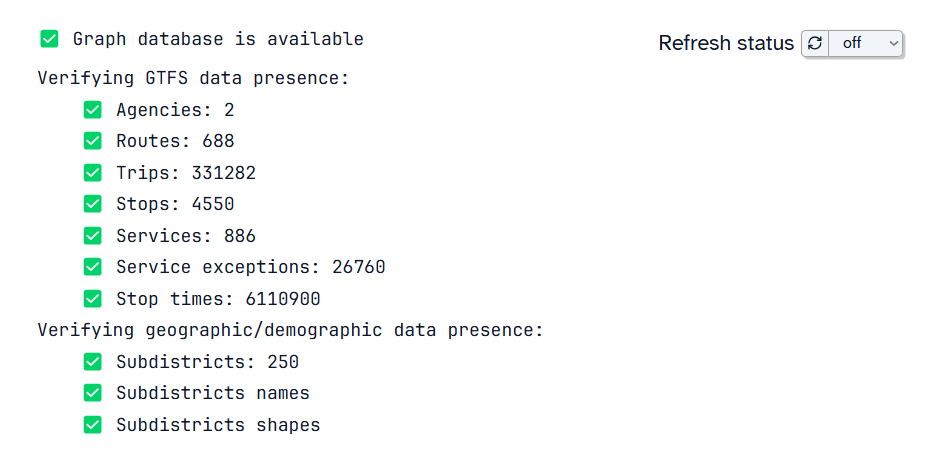 Graph database is available
Refresh status off
Verifying GTFS data presence:
Agencies: 2
Routes: 688
Trips: 331282
Stops: 4550
Services: 886
Service exceptions: 26760
Stop times: 6110900
Verifying geographic/demographic data presence:
Subdistricts: 250
Subdistricts names
Subdistricts shapes